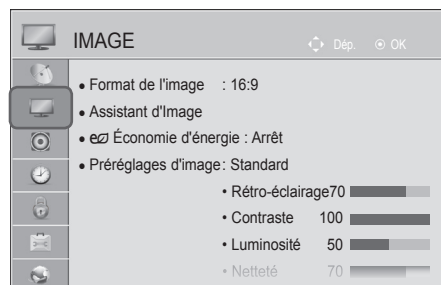 IMAGE
Dép. OK
• Format de l'image : 16:9
• Assistant d'Image
• Économie d'énergie : Arrêt
• Préréglages d'image: Standard
• Rétro-éclairage70
• Contraste 100
• Luminosité 50
• Netteté 70